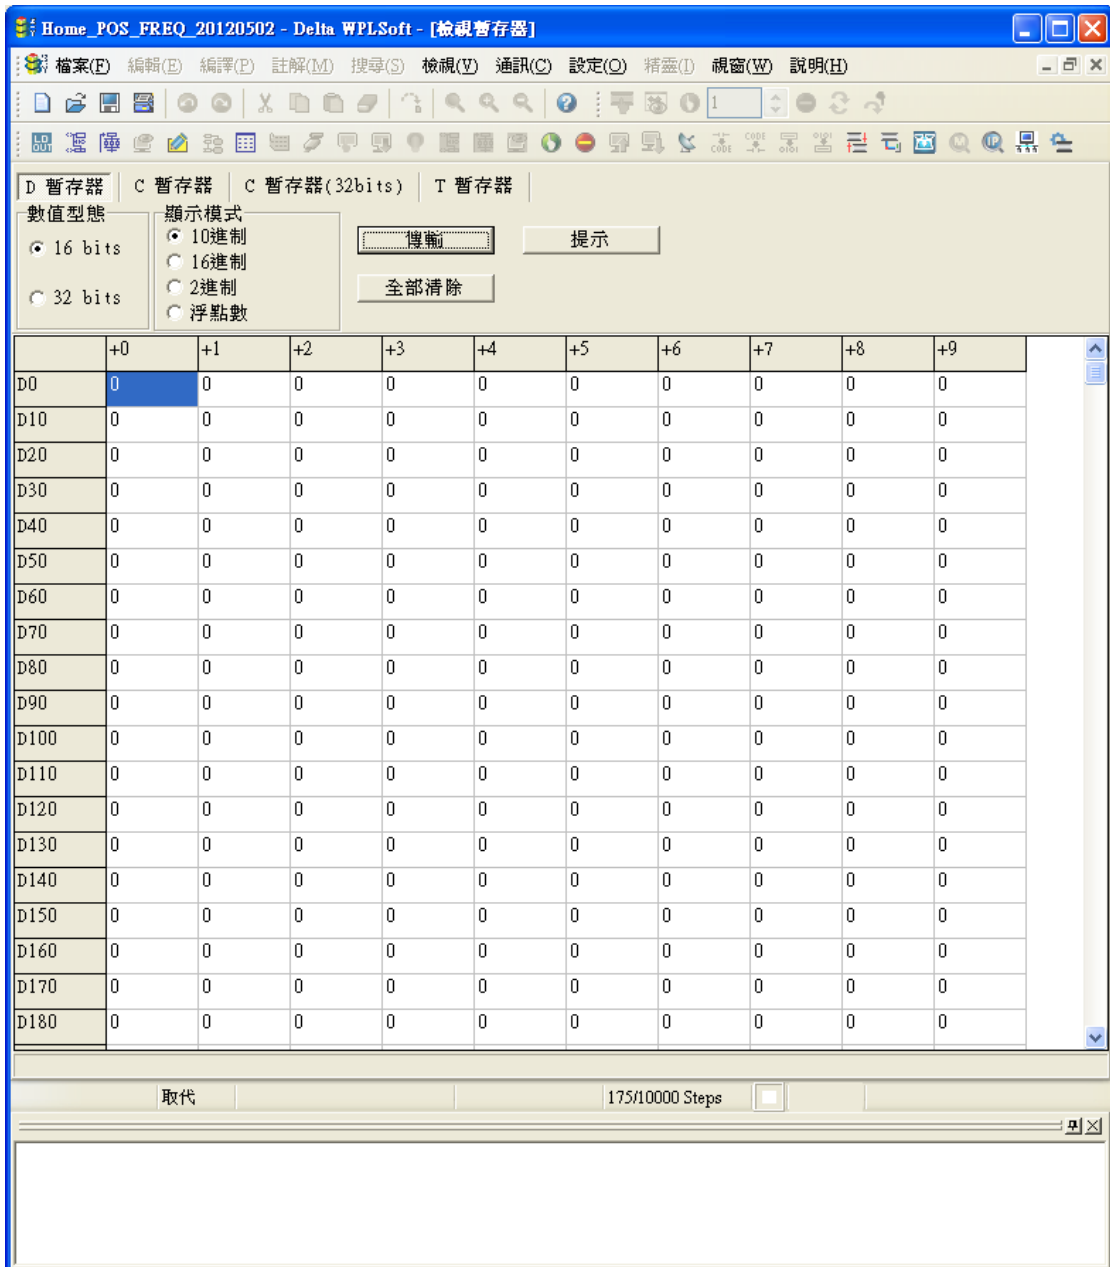 Home_POS_FREQ_20120502 - Delta WPLSoft - [檢視暫存器]
檔案(F) 編輯(E) 編譯(P) 註解(M) 搜尋(S) 檢視(V) 通訊(C) 設定(O) 精靈(I) 視窗(W) 說明(H)
1
D 暫存器 C 暫存器 C 暫存器(32bits) T 暫存器
數值型態 顯示模式
16 bits 10進制 傳輸 提示
16進制
32 bits 2進制 全部清除
浮點數
+0 +1 +2 +3 +4 +5 +6 +7 +8 +9
D0 0 0 0 0 0 0 0 0 0 0
D10 0 0 0 0 0 0 0 0 0 0
D20 0 0 0 0 0 0 0 0 0 0
D30 0 0 0 0 0 0 0 0 0 0
D40 0 0 0 0 0 0 0 0 0 0
D50 0 0 0 0 0 0 0 0 0 0
D60 0 0 0 0 0 0 0 0 0 0
D70 0 0 0 0 0 0 0 0 0 0
D80 0 0 0 0 0 0 0 0 0 0
D90 0 0 0 0 0 0 0 0 0 0
D100 0 0 0 0 0 0 0 0 0 0
D110 0 0 0 0 0 0 0 0 0 0
D120 0 0 0 0 0 0 0 0 0 0
D130 0 0 0 0 0 0 0 0 0 0
D140 0 0 0 0 0 0 0 0 0 0
D150 0 0 0 0 0 0 0 0 0 0
D160 0 0 0 0 0 0 0 0 0 0
D170 0 0 0 0 0 0 0 0 0 0
D180 0 0 0 0 0 0 0 0 0 0
取代 175/10000 Steps